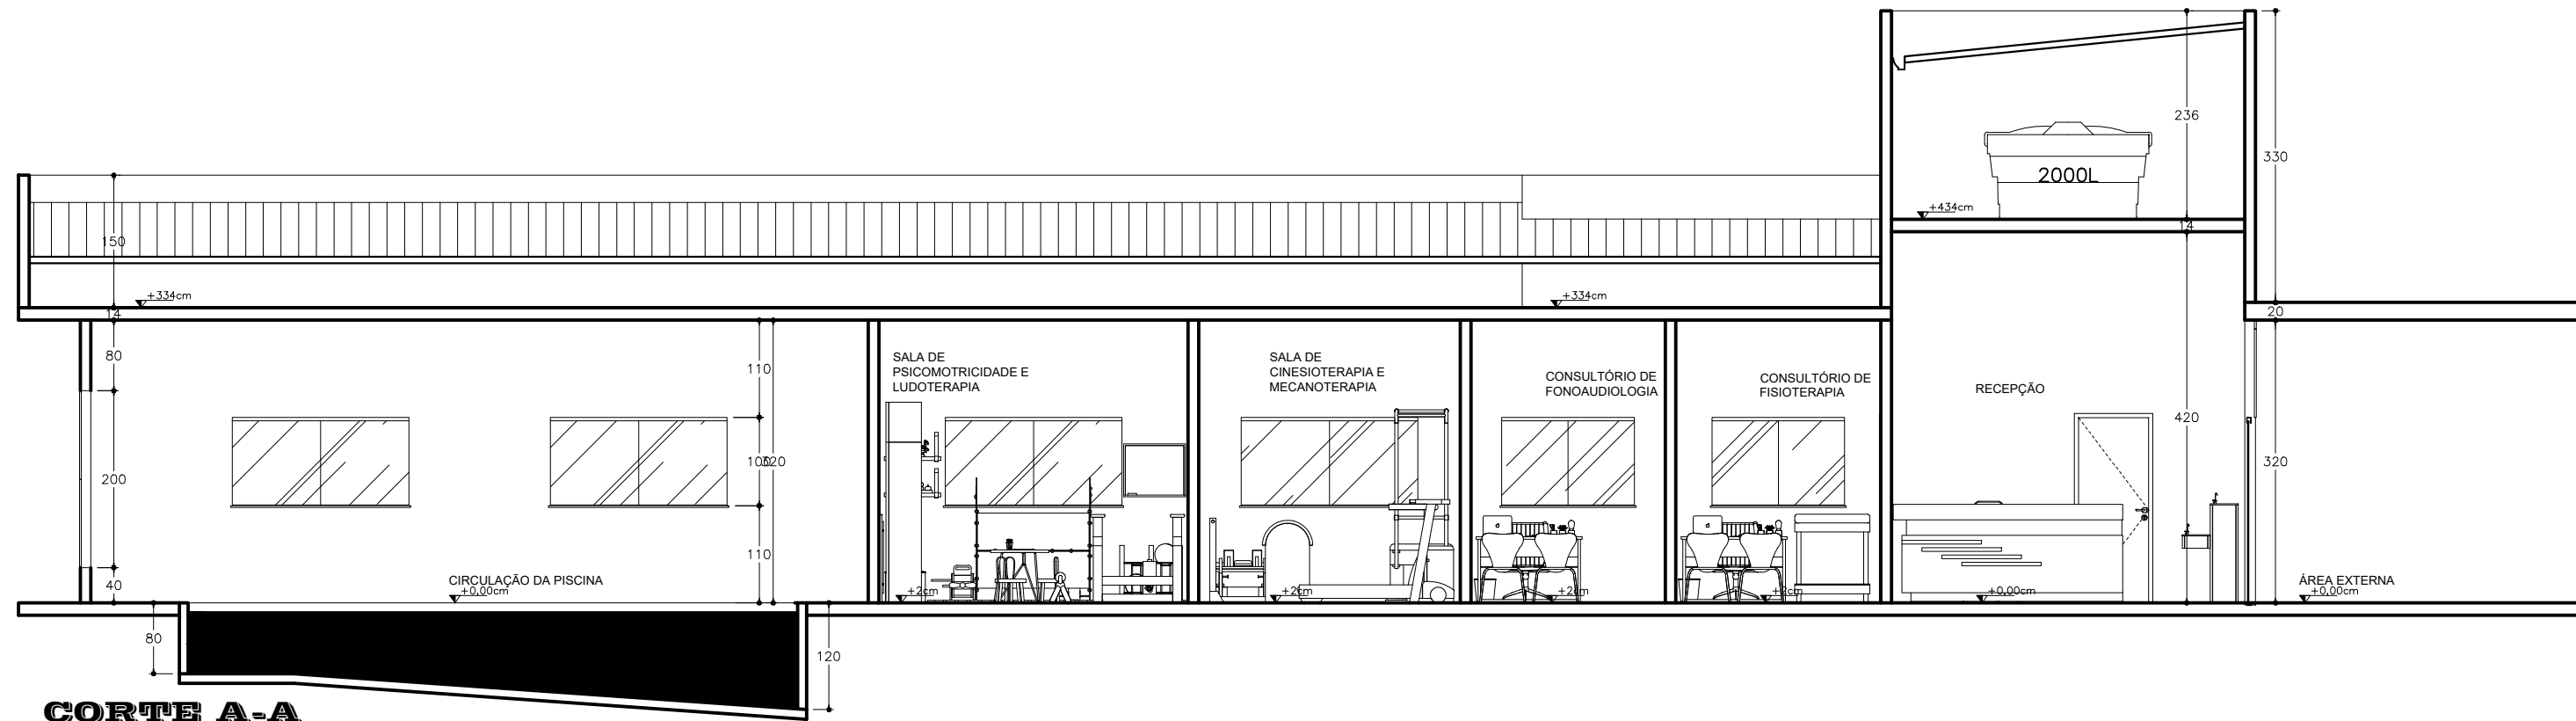 236
330
2000L
+434cm
14
150
+334cm
+334cm
14
20
80
110
SALA DE
PSICOMOTRICIDADE E
LUDOTERAPIA
SALA DE
CINESIOTERAPIA E
MECANOTERAPIA
CONSULTÓRIO DE
FONOAUDIOLOGIA
CONSULTÓRIO DE
FISIOTERAPIA
RECEPÇÃO
420
200
100
320
320
110
40
CIRCULAÇÃO DA PISCINA
+0,00cm
+2cm
+2cm
+2cm
+2cm
+0,00cm
ÁREA EXTERNA
+0,00cm
80
120
CORTE A-A